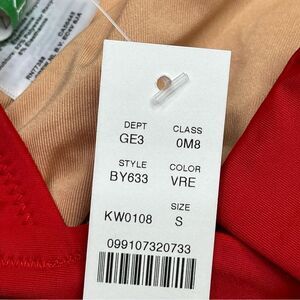 DEPT CLASS
GE3 0M8
STYLE COLOR
BY633 VRE
SIZE
KW0108 S
099107320733